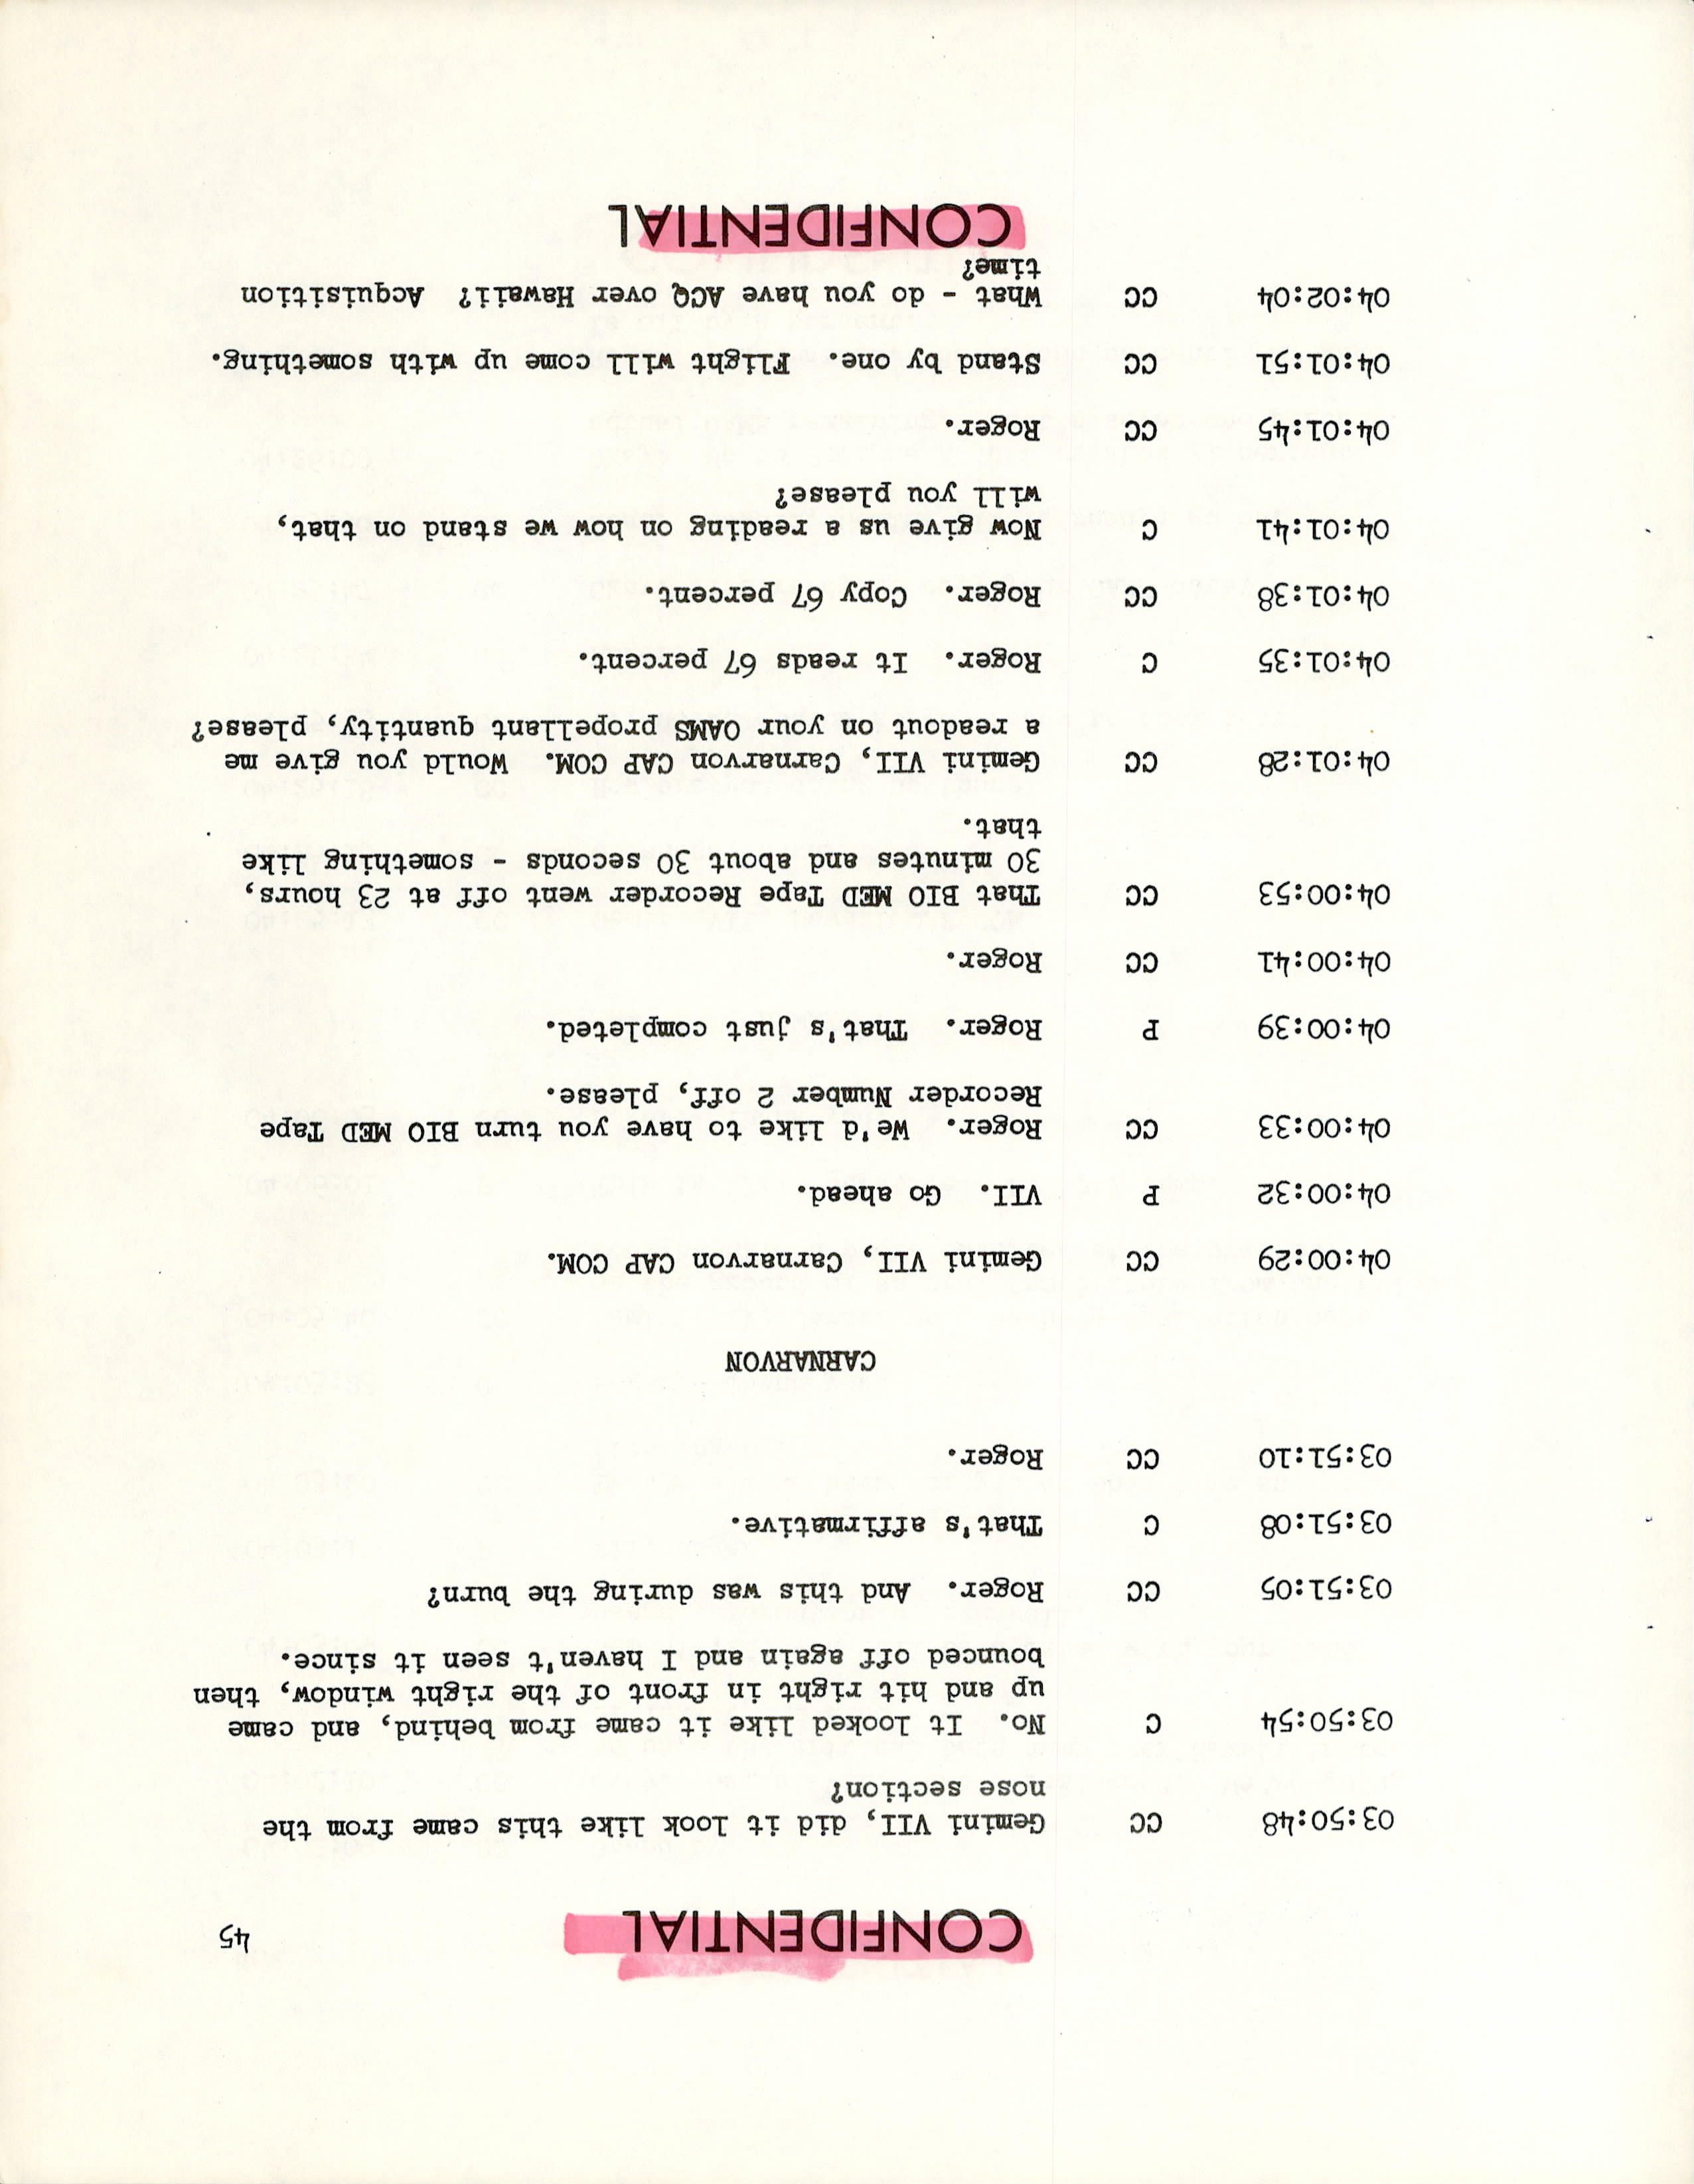 CONFIDENTIAL
45
03:50:48 CC Gemini VII, did it look like this came from the
nose section?
03:50:54 C No. It looked like it came from behind, and came
up and hit right in front of the right window, then
bounced off again and I haven't seen it since.
03:51:05 CC Roger. And this was during the burn?
03:51:08 C That's affirmative.
03:51:10 CC Roger.
CARNARVON
04:00:29 CC Gemini VII, Carnarvon CAP COM.
04:00:32 P VII. Go ahead.
04:00:33 CC Roger. We'd like to have you turn BIO MED Tape
Recorder Number 2 off, please.
04:00:39 P Roger. That's just completed.
04:00:41 CC Roger.
04:00:53 CC That BIO MED Tape Recorder went off at 23 hours,
30 minutes and about 30 seconds - something like
that.
04:01:28 CC Gemini VII, Carnarvon CAP COM. Would you give me
a readout on your OAMS propellant quantity, please?
04:01:35 C Roger. It reads 67 percent.
04:01:38 CC Roger. Copy 67 percent.
04:01:41 C Now give us a reading on how we stand on that,
will you please?
04:01:45 CC Roger.
04:01:51 CC Stand by one. Flight will come up with something.
04:02:04 CC What - do you have ACQ over Hawaii? Acquisition
time?
CONFIDENTIAL